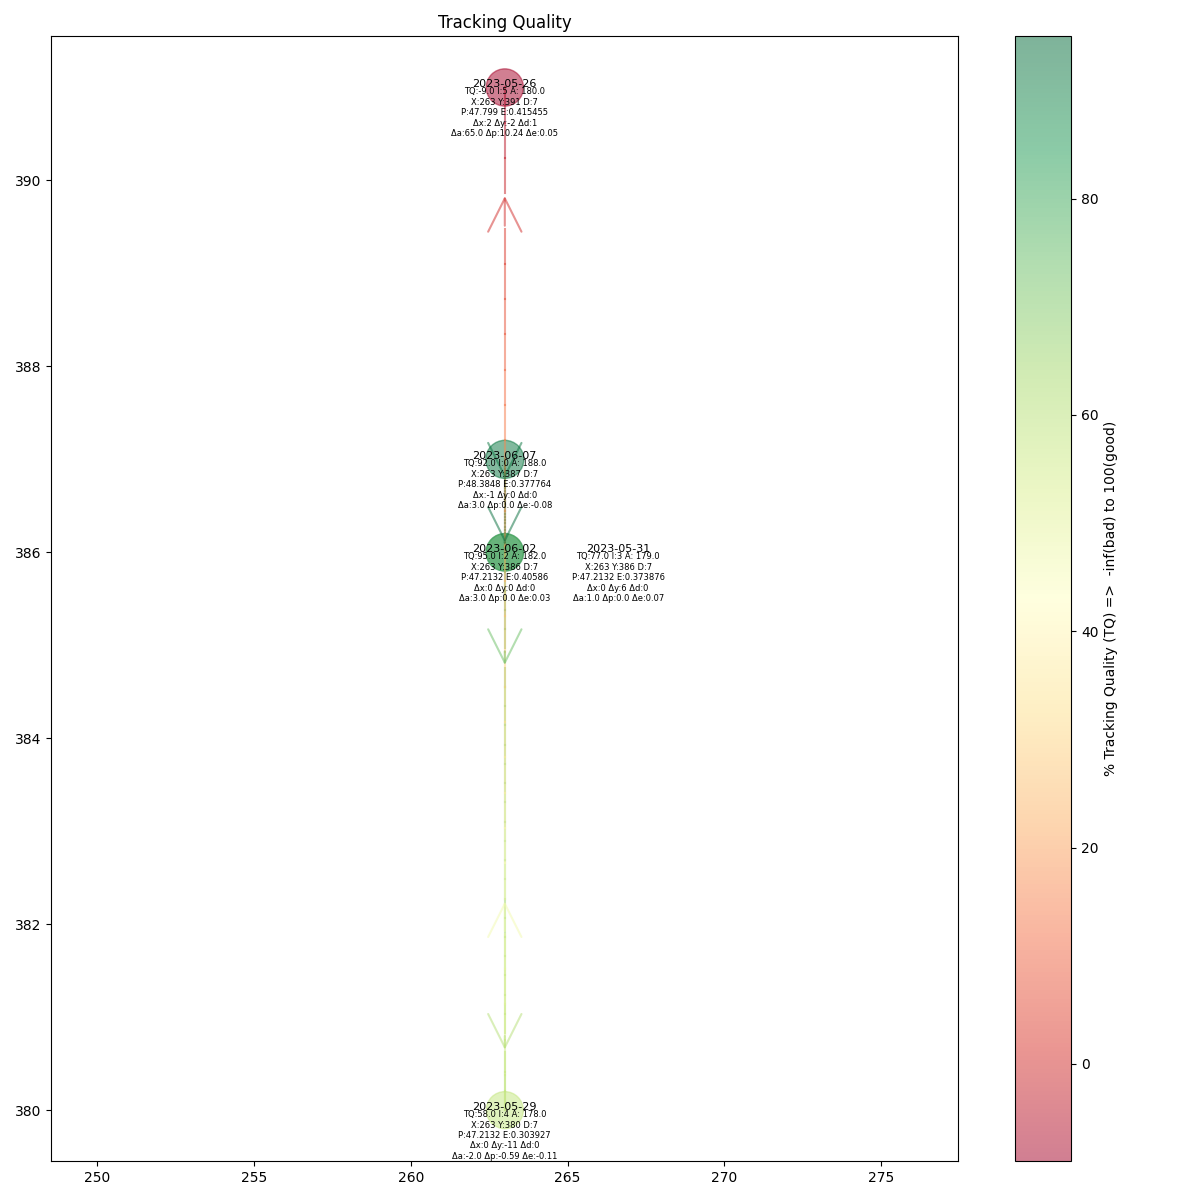 Tracking Quality
2023-05-26
TQ:-9.0 I:5 A: 180.0
X:263 Y:391 D:7
P:47.799 E:0.415455
Δx:2 Δy:-2 Δd:1
Δa:65.0 Δp:10.24 Δe:0.05
2023-06-07
TQ:92.0 I:0 A: 188.0
X:263 Y:387 D:7
P:48.3848 E:0.377764
Δx:-1 Δy:0 Δd:0
Δa:3.0 Δp:0.0 Δe:-0.08
2023-06-02
TQ:95.0 I:2 A: 182.0
X:263 Y:386 D:7
P:47.2132 E:0.40586
Δx:0 Δy:0 Δd:0
Δa:3.0 Δp:0.0 Δe:0.03
2023-05-31
TQ:77.0 I:3 A: 179.0
X:263 Y:386 D:7
P:47.2132 E:0.373876
Δx:0 Δy:6 Δd:0
Δa:1.0 Δp:0.0 Δe:0.07
2023-05-29
TQ:58.0 I:4 A: 178.0
X:263 Y:380 D:7
P:47.2132 E:0.303927
Δx:0 Δy:-11 Δd:0
Δa:-2.0 Δp:-0.59 Δe:-0.11
390
388
386
384
382
380
250
255
260
265
270
275
80
60
40
20
0
% Tracking Quality (TQ) => -inf(bad) to 100(good)